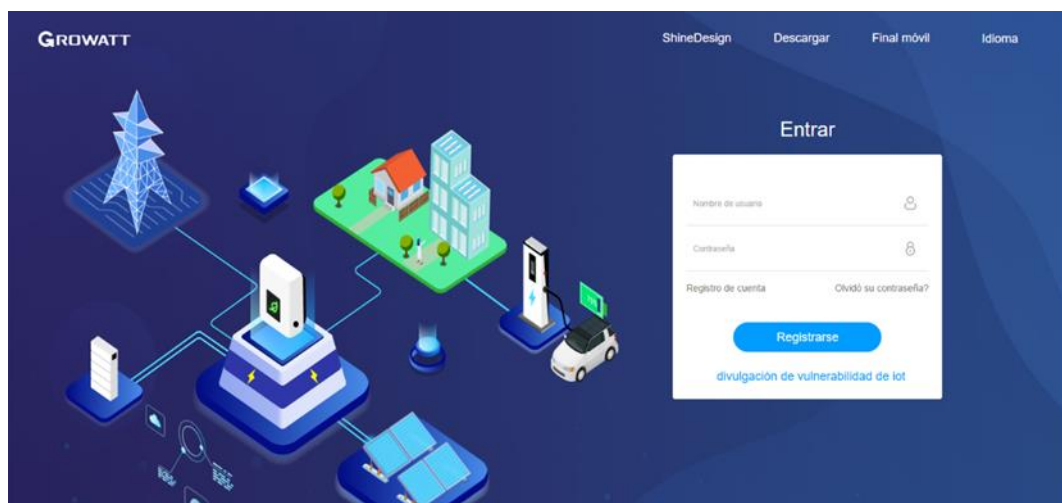 GROWATT
ShineDesign Descargar Final móvil Idioma
Entrar
Nombre de usuario
Contraseña
Registro de cuenta Olvidó su contraseña?
Registrarse
divulgación de vulnerabilidad de iot